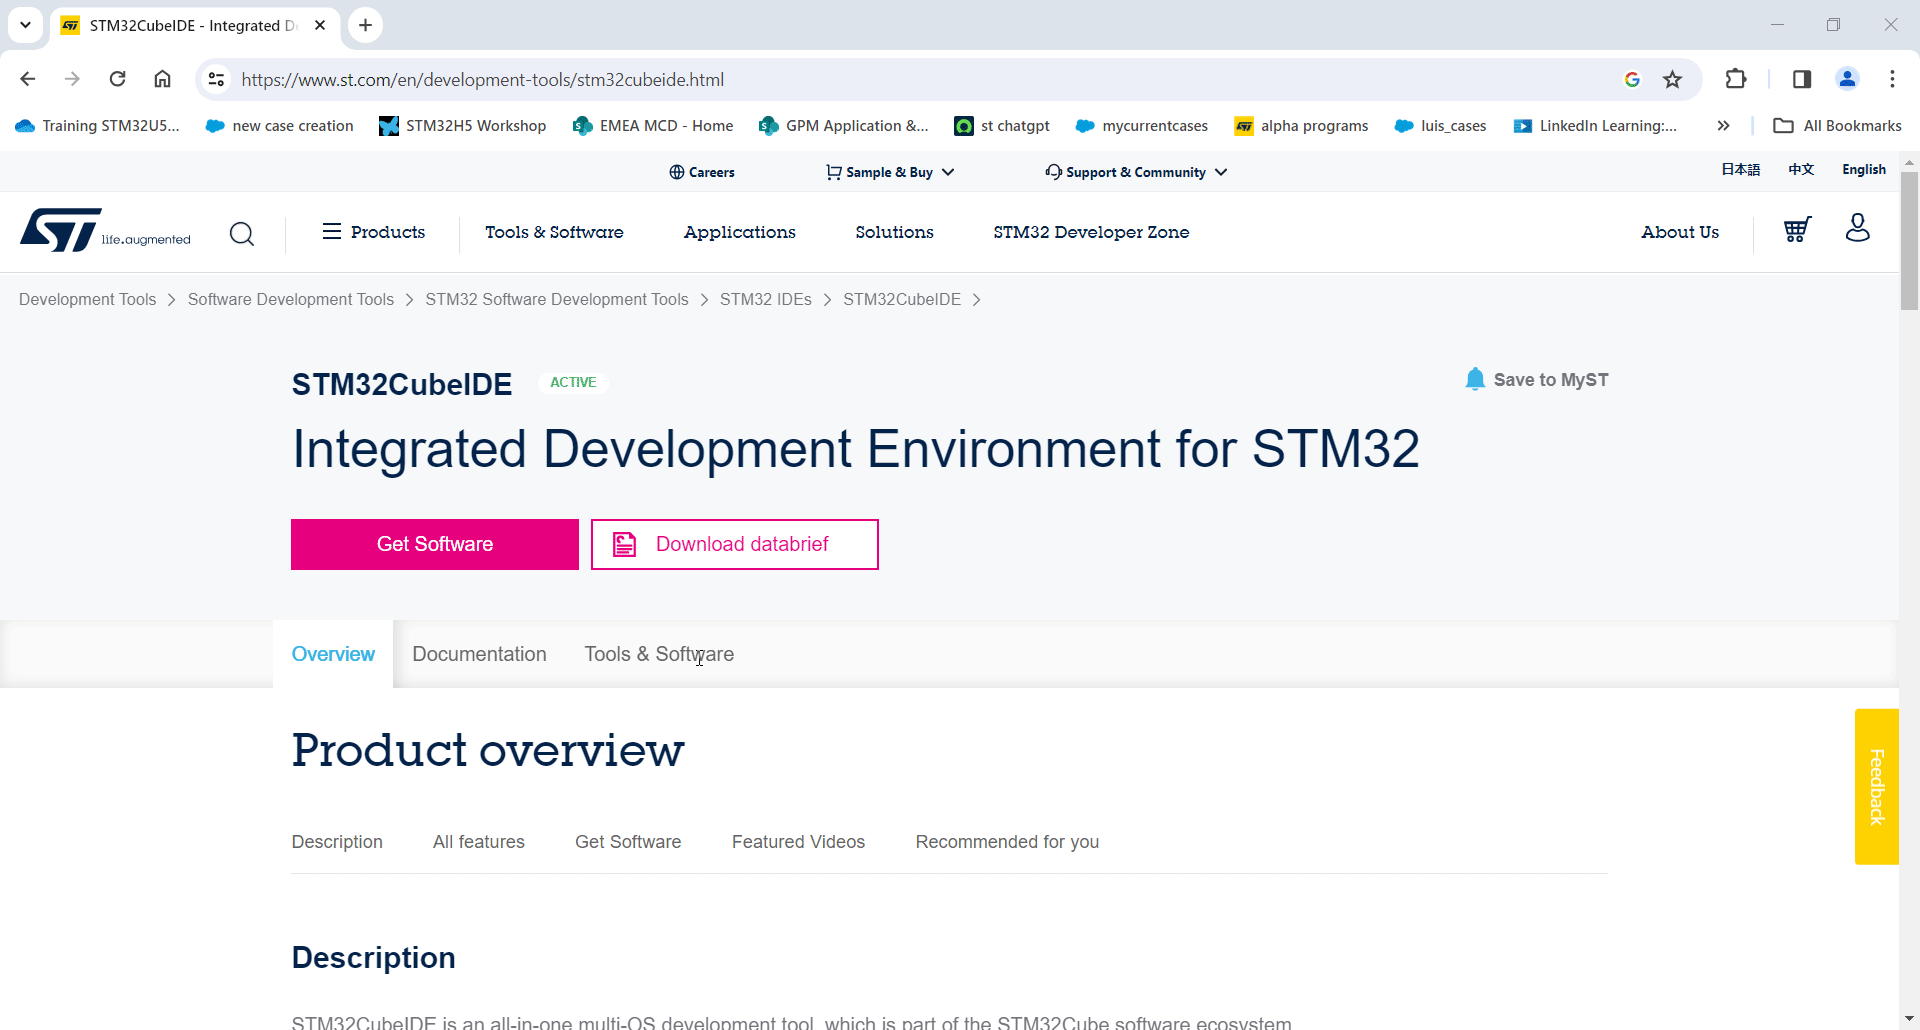 STM32CubeIDE - Integrated D
https://www.st.com/en/development-tools/stm32cubeide.html
Training STM32U5... new case creation STM32H5 Workshop EMEA MCD - Home GPM Application &... st chatgpt mycurrentcases alpha programs luis_cases LinkedIn Learning:... All Bookmarks
Careers Sample & Buy Support & Community 日本語 中文 English
ST life.augmented Products Tools & Software Applications Solutions STM32 Developer Zone About Us
Development Tools > Software Development Tools > STM32 Software Development Tools > STM32 IDEs > STM32CubeIDE >
STM32CubeIDE ACTIVE Save to MyST
Integrated Development Environment for STM32
Get Software Download databrief
Overview Documentation Tools & Software
Product overview
Feedback
Description All features Get Software Featured Videos Recommended for you
Description
STM32CubeIDE is an all-in-one multi-OS development tool, which is part of the STM32Cube software ecosystem